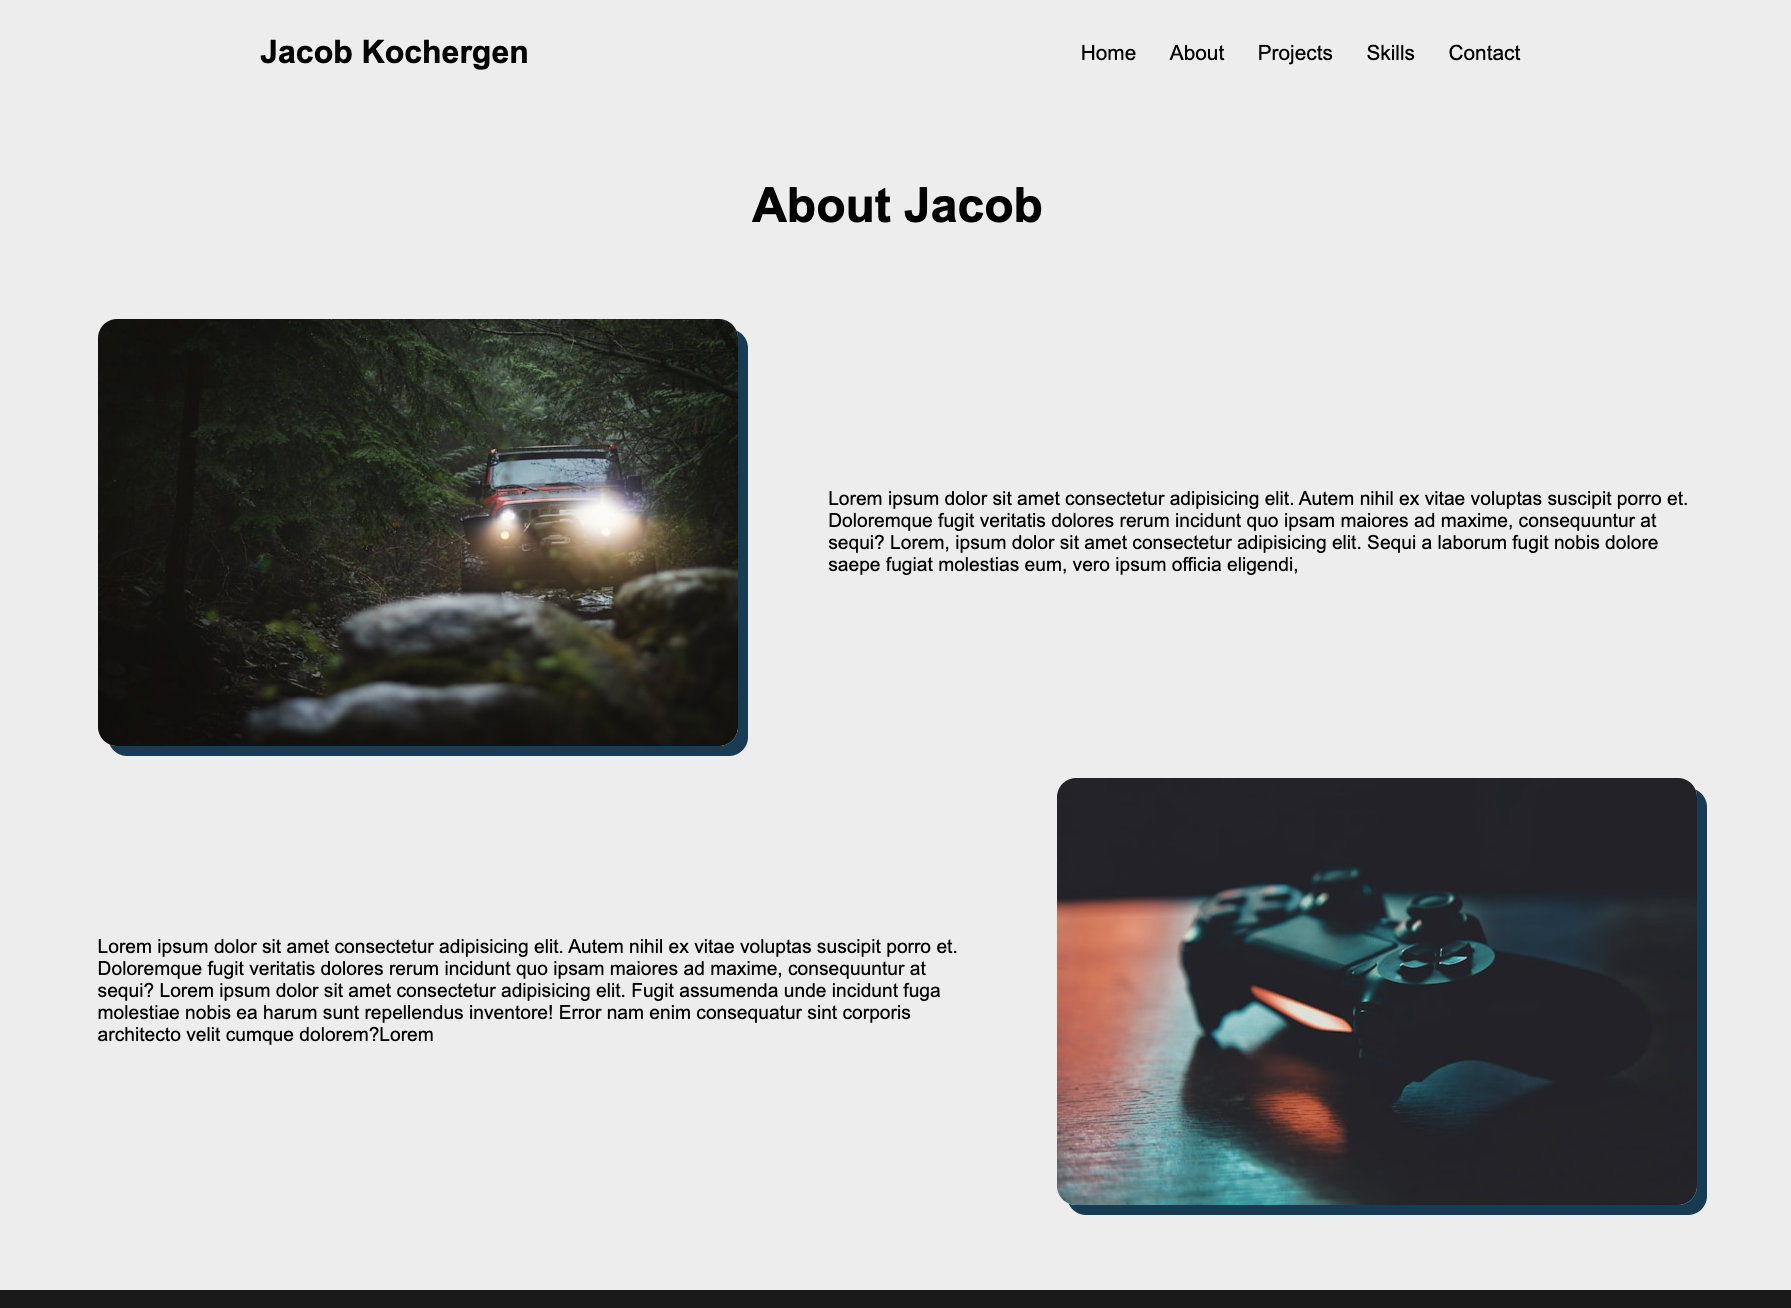 Jacob Kochergen
Home About Projects Skills Contact
About Jacob
Lorem ipsum dolor sit amet consectetur adipisicing elit. Autem nihil ex vitae voluptas suscipit porro et.
Doloremque fugit veritatis dolores rerum incidunt quo ipsam maiores ad maxime, consequuntur at
sequi? Lorem, ipsum dolor sit amet consectetur adipisicing elit. Sequi a laborum fugit nobis dolore
saepe fugiat molestias eum, vero ipsum officia eligendi,
Lorem ipsum dolor sit amet consectetur adipisicing elit. Autem nihil ex vitae voluptas suscipit porro et.
Doloremque fugit veritatis dolores rerum incidunt quo ipsam maiores ad maxime, consequuntur at
sequi? Lorem ipsum dolor sit amet consectetur adipisicing elit. Fugit assumenda unde incidunt fuga
molestiae nobis ea harum sunt repellendus inventore! Error nam enim consequatur sint corporis
architecto velit cumque dolorem?Lorem